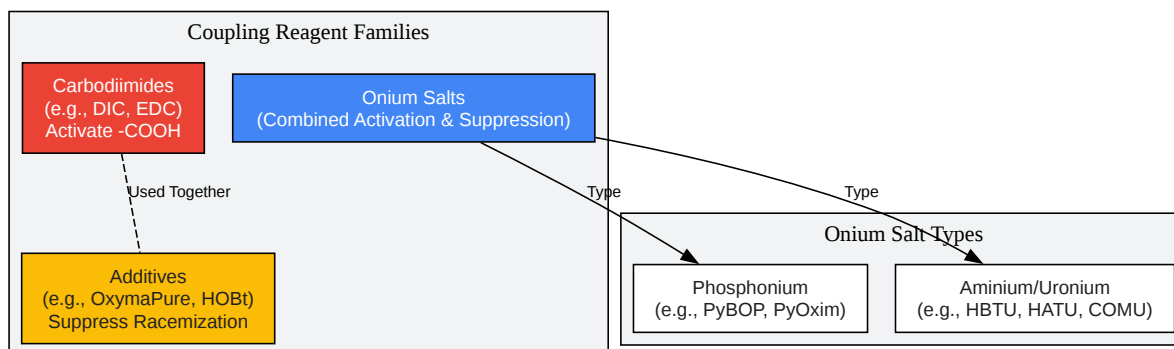 Coupling Reagent Families
Carbodiimides
(e.g., DIC, EDC)
Activate -COOH
Onium Salts
(Combined Activation & Suppression)
Used Together
Type
Type
Additives
(e.g., OxymaPure, HOBt)
Suppress Racemization
Onium Salt Types
Phosphonium
(e.g., PyBOP, PyOxim)
Aminium/Uronium
(e.g., HBTU, HATU, COMU)